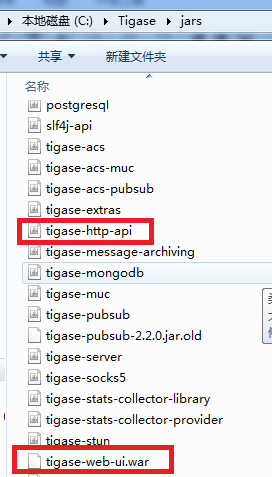 本地磁盘 (C:) ▸ Tigase ▸ jars
共享 新建文件夹
名称
postgresql
slf4j-api
tigase-acs
tigase-acs-muc
tigase-acs-pubsub
tigase-extras
tigase-http-api
tigase-message-archiving
tigase-mongodb
tigase-muc
tigase-pubsub
tigase-pubsub-2.2.0.jar.old
tigase-server
tigase-socks5
tigase-stats-collector-library
tigase-stats-collector-provider
tigase-stun
tigase-web-ui.war